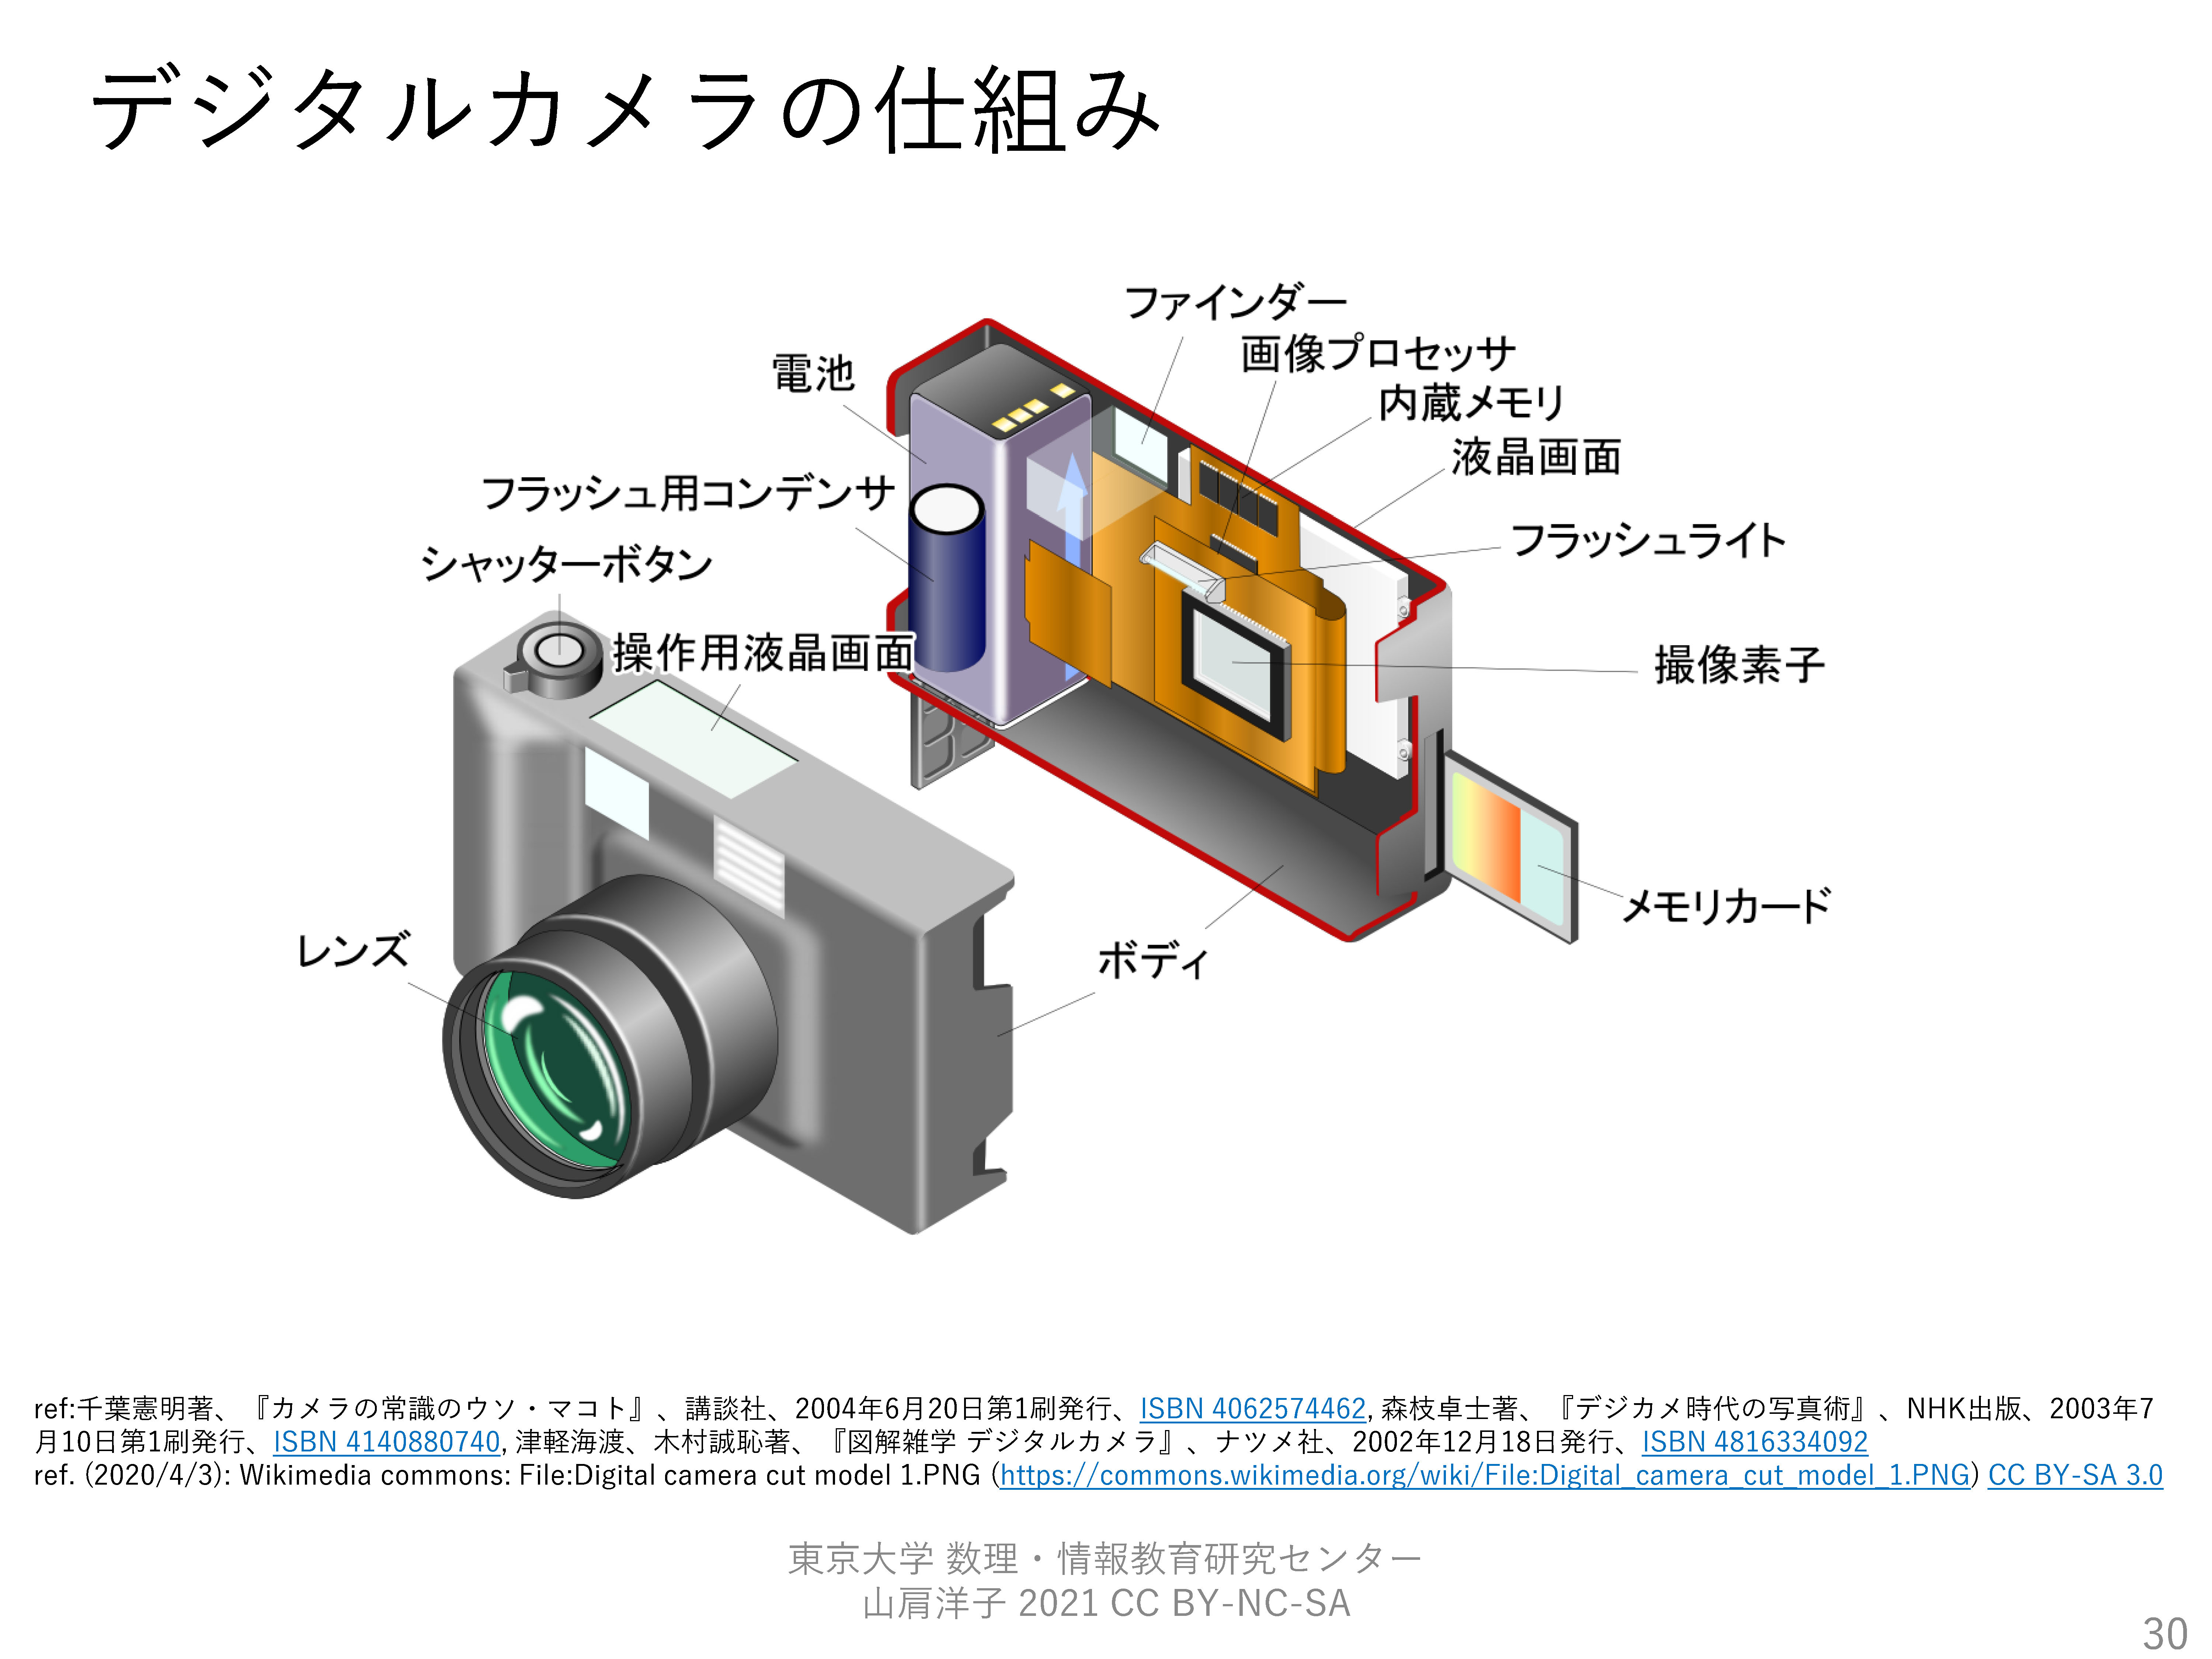 デジタルカメラの仕組み
ファインダー
画像プロセッサ
電池
内蔵メモリ
液晶画面
フラッシュ用コンデンサ
フラッシュライト
シャッターボタン
操作用液晶画面
撮像素子
メモリカード
レンズ
ボディ
ref:千葉憲明著、『カメラの常識のウソ・マコト』、講談社、2004年6月20日第1刷発行、ISBN 4062574462, 森枝卓士著、『デジカメ時代の写真術』、NHK出版、2003年7
月10日第1刷発行、ISBN 4140880740, 津軽海渡、木村誠恥著、『図解雑学 デジタルカメラ』、ナツメ社、2002年12月18日発行、ISBN 4816334092
ref. (2020/4/3): Wikimedia commons: File:Digital camera cut model 1.PNG (https://commons.wikimedia.org/wiki/File:Digital_camera_cut_model_1.PNG) CC BY-SA 3.0
東京大学 数理・情報教育研究センター
山肩洋子 2021 CC BY-NC-SA
30